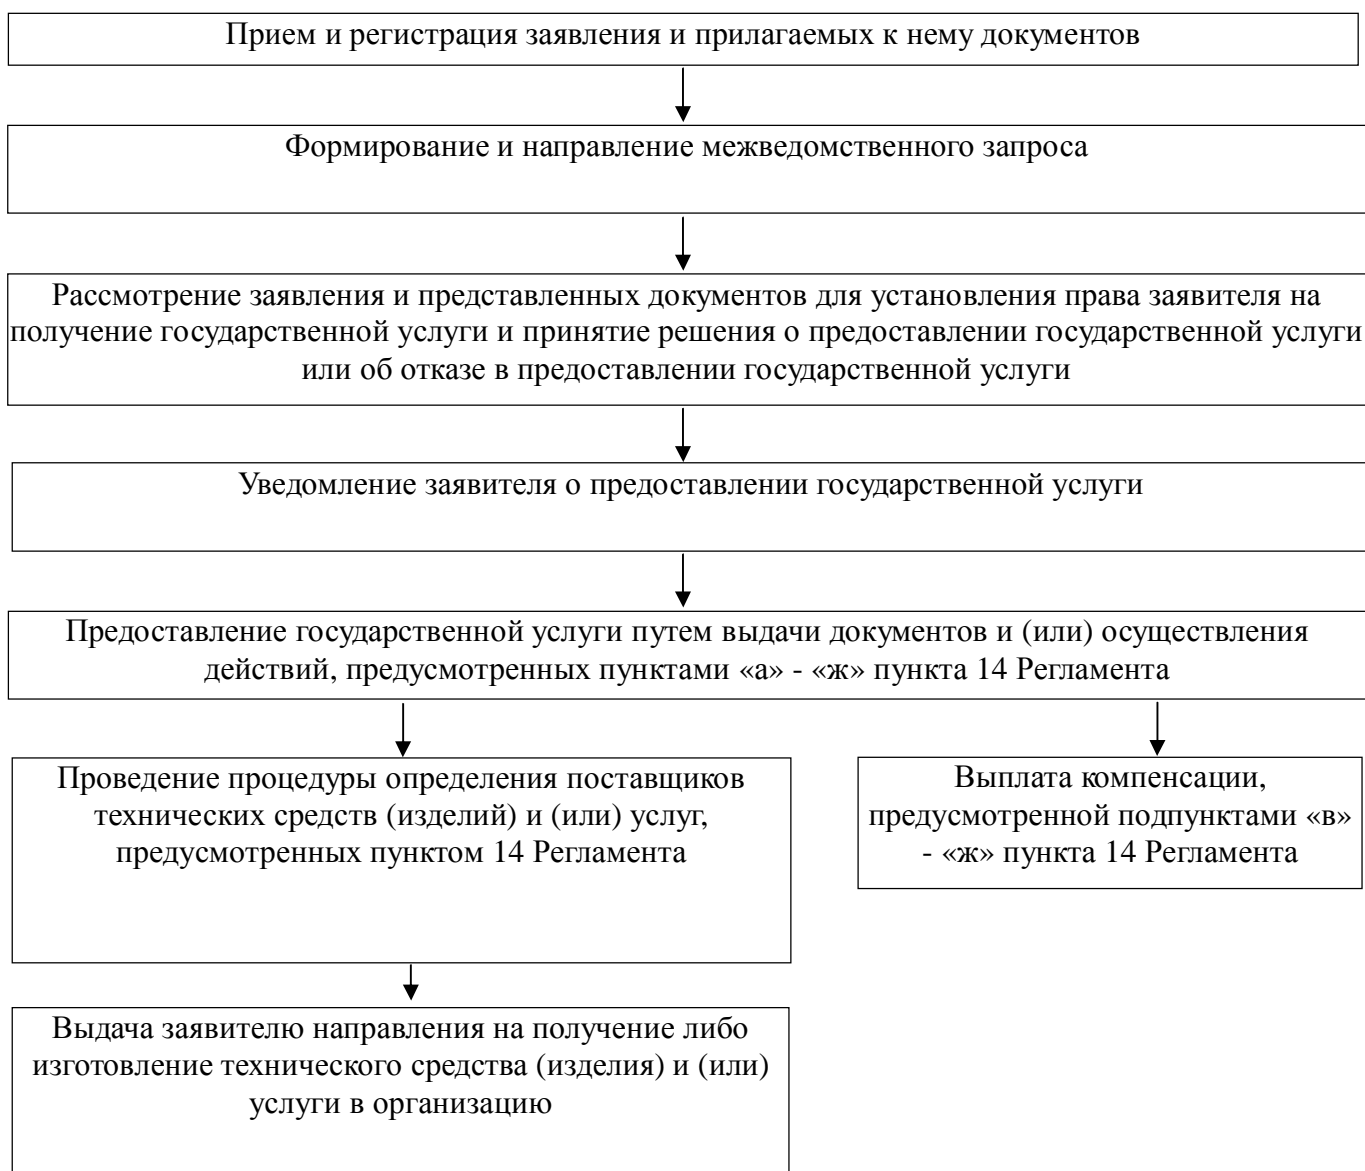 Прием и регистрация заявления и прилагаемых к нему документов
Формирование и направление межведомственного запроса
Рассмотрение заявления и представленных документов для установления права заявителя на
получение государственной услуги и принятие решения о предоставлении государственной услуги
или об отказе в предоставлении государственной услуги
Уведомление заявителя о предоставлении государственной услуги
Предоставление государственной услуги путем выдачи документов и (или) осуществления
действий, предусмотренных пунктами «а» - «ж» пункта 14 Регламента
Проведение процедуры определения поставщиков
технических средств (изделий) и (или) услуг,
предусмотренных пунктом 14 Регламента
Выплата компенсации,
предусмотренной подпунктами «в»
- «ж» пункта 14 Регламента
Выдача заявителю направления на получение либо
изготовление технического средства (изделия) и (или)
услуги в организацию